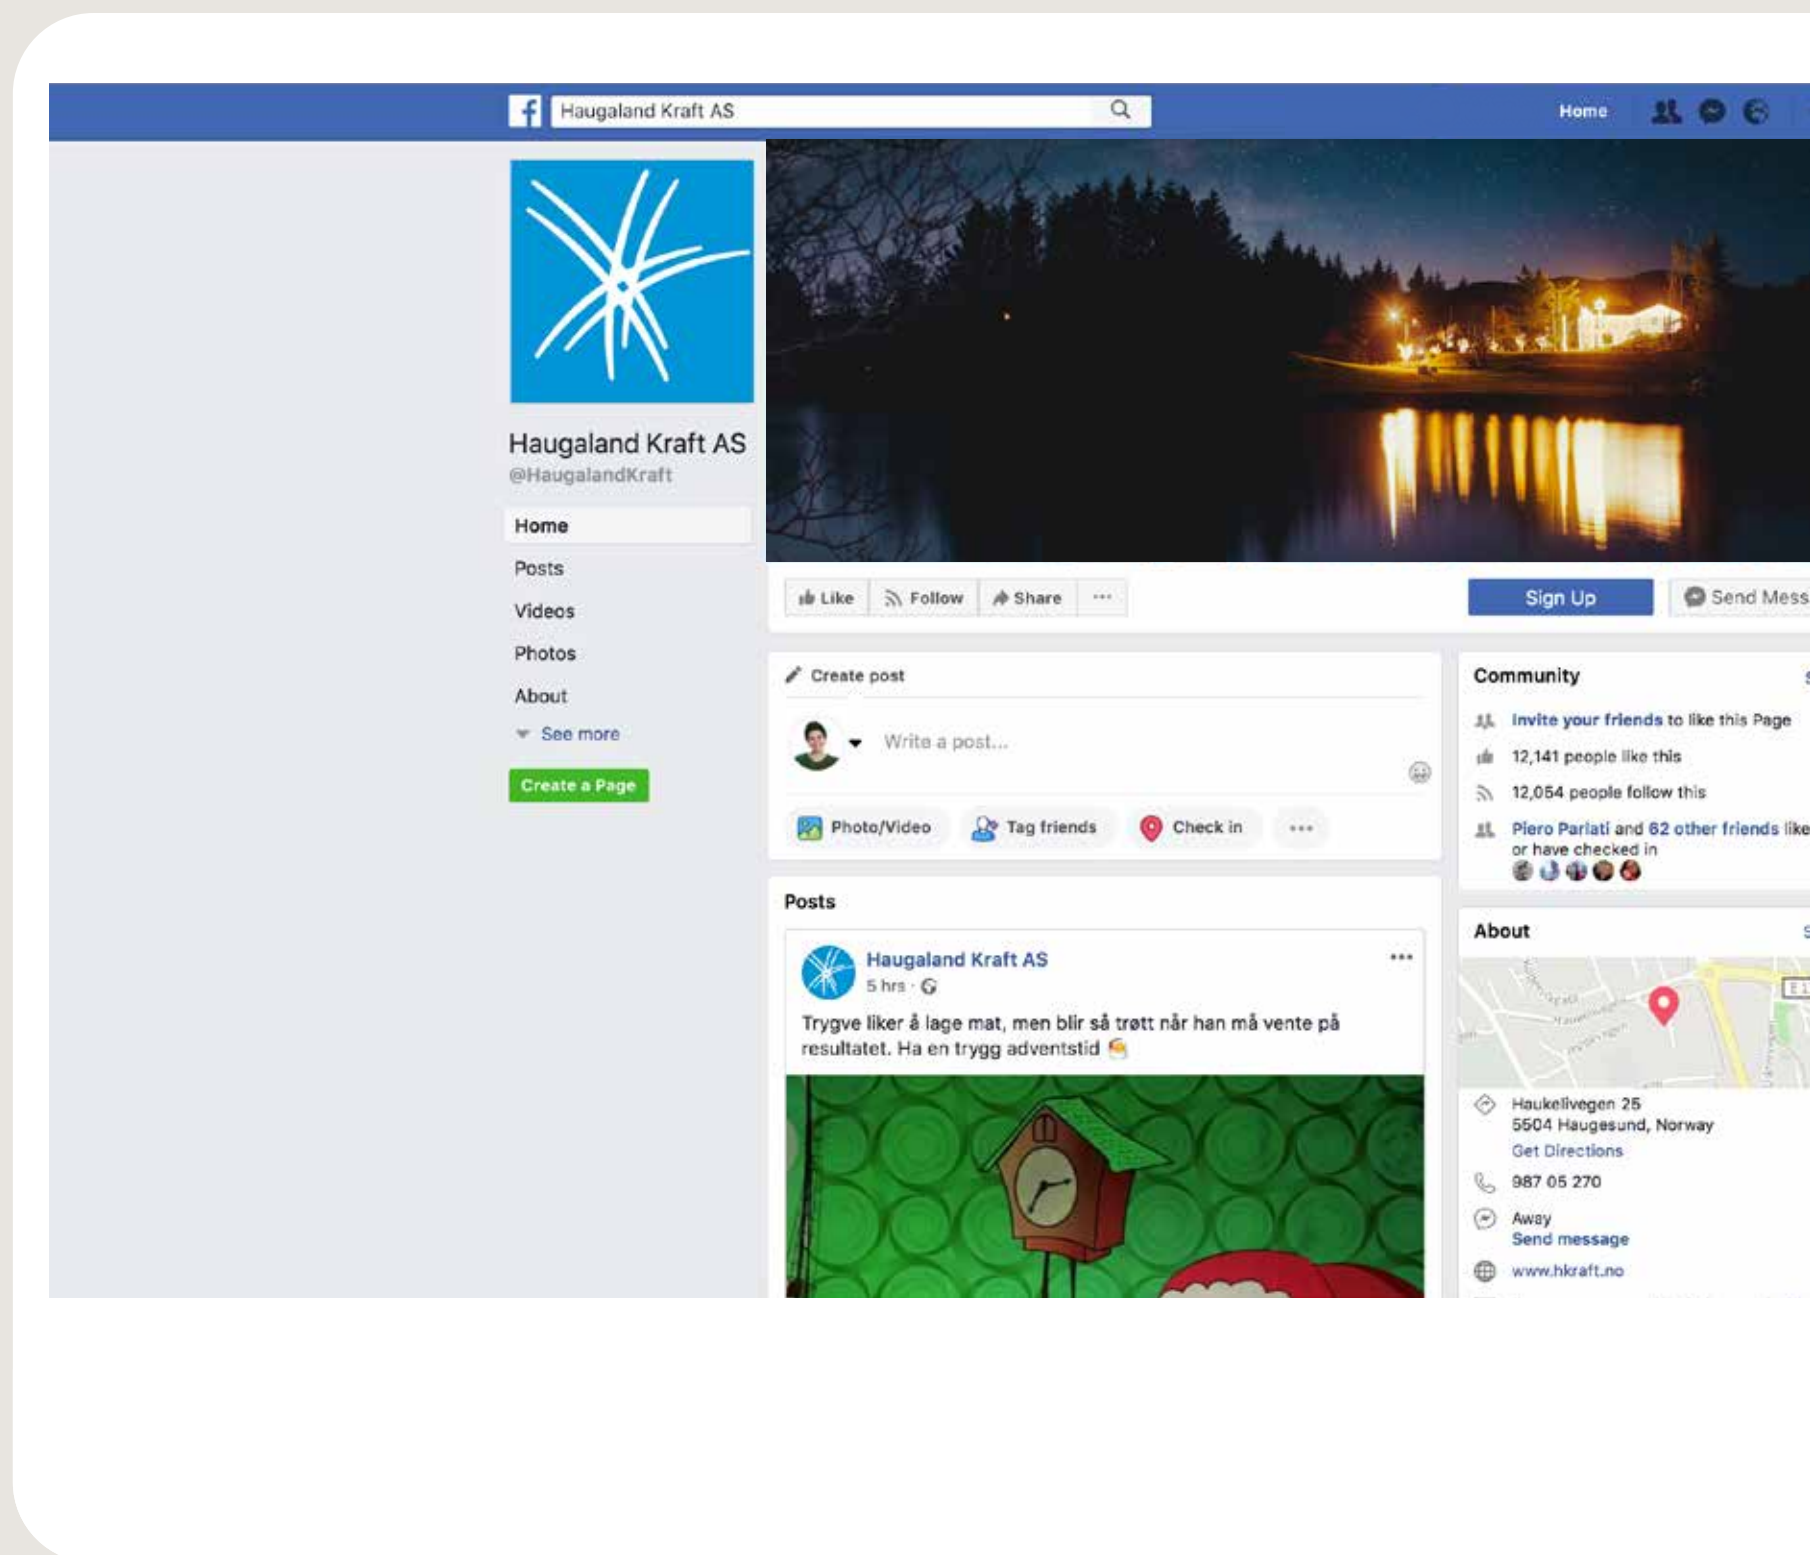 Haugaland Kraft AS
Home
Haugaland Kraft AS
@HaugalandKraft
Home
Posts
Videos
Photos
About
See more
Create a Page
Like
Follow
Share
Sign Up
Send Mess
Create post
Write a post...
Photo/Video
Tag friends
Check in
Posts
Haugaland Kraft AS
5 hrs
Trygve liker å lage mat, men blir så trøtt når han må vente på
resultatet. Ha en trygg adventstid
Community
Invite your friends to like this Page
12,141 people like this
12,054 people follow this
Piero Parlati and 62 other friends like
or have checked in
About
Haukelivegen 25
5504 Haugesund, Norway
Get Directions
987 05 270
Away
Send message
www.hkraft.no